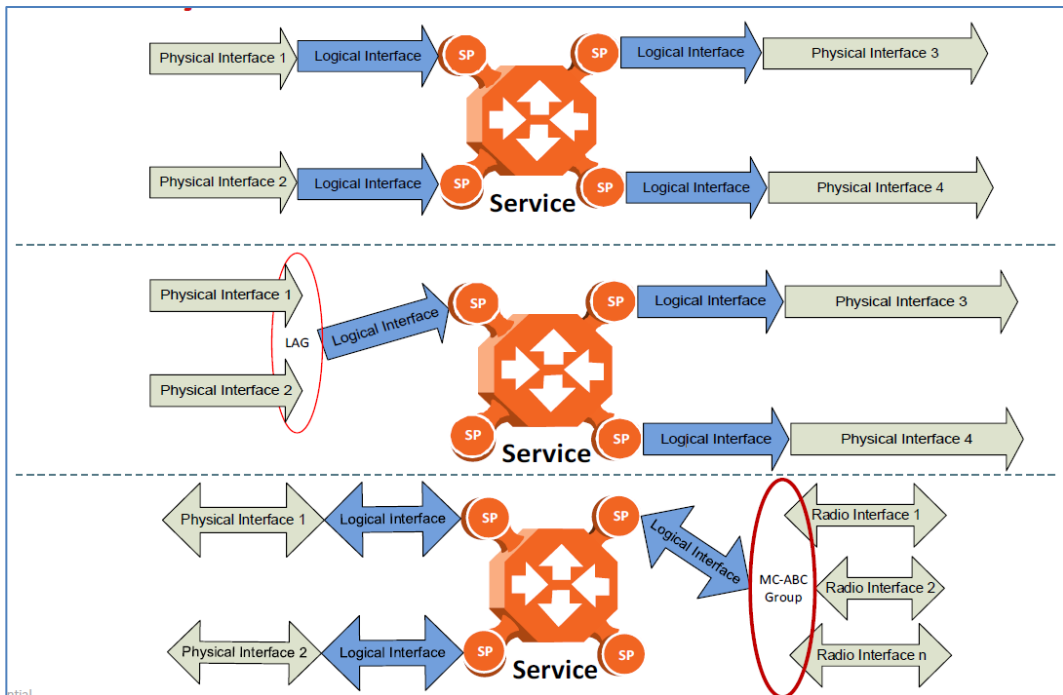 Physical Interface 1
Logical Interface
SP
SP
Logical Interface
Physical Interface 3
Physical Interface 2
Logical Interface
SP
SP
Logical Interface
Physical Interface 4
Service
Physical Interface 1
LAG
Physical Interface 2
Logical Interface
SP
SP
Logical Interface
Physical Interface 3
SP
SP
Logical Interface
Physical Interface 4
Service
Physical Interface 1
Logical Interface
SP
SP
Logical Interface
MC-ABC
Group
Radio Interface 1
Radio Interface 2
Radio Interface n
Physical Interface 2
Logical Interface
SP
SP
Service